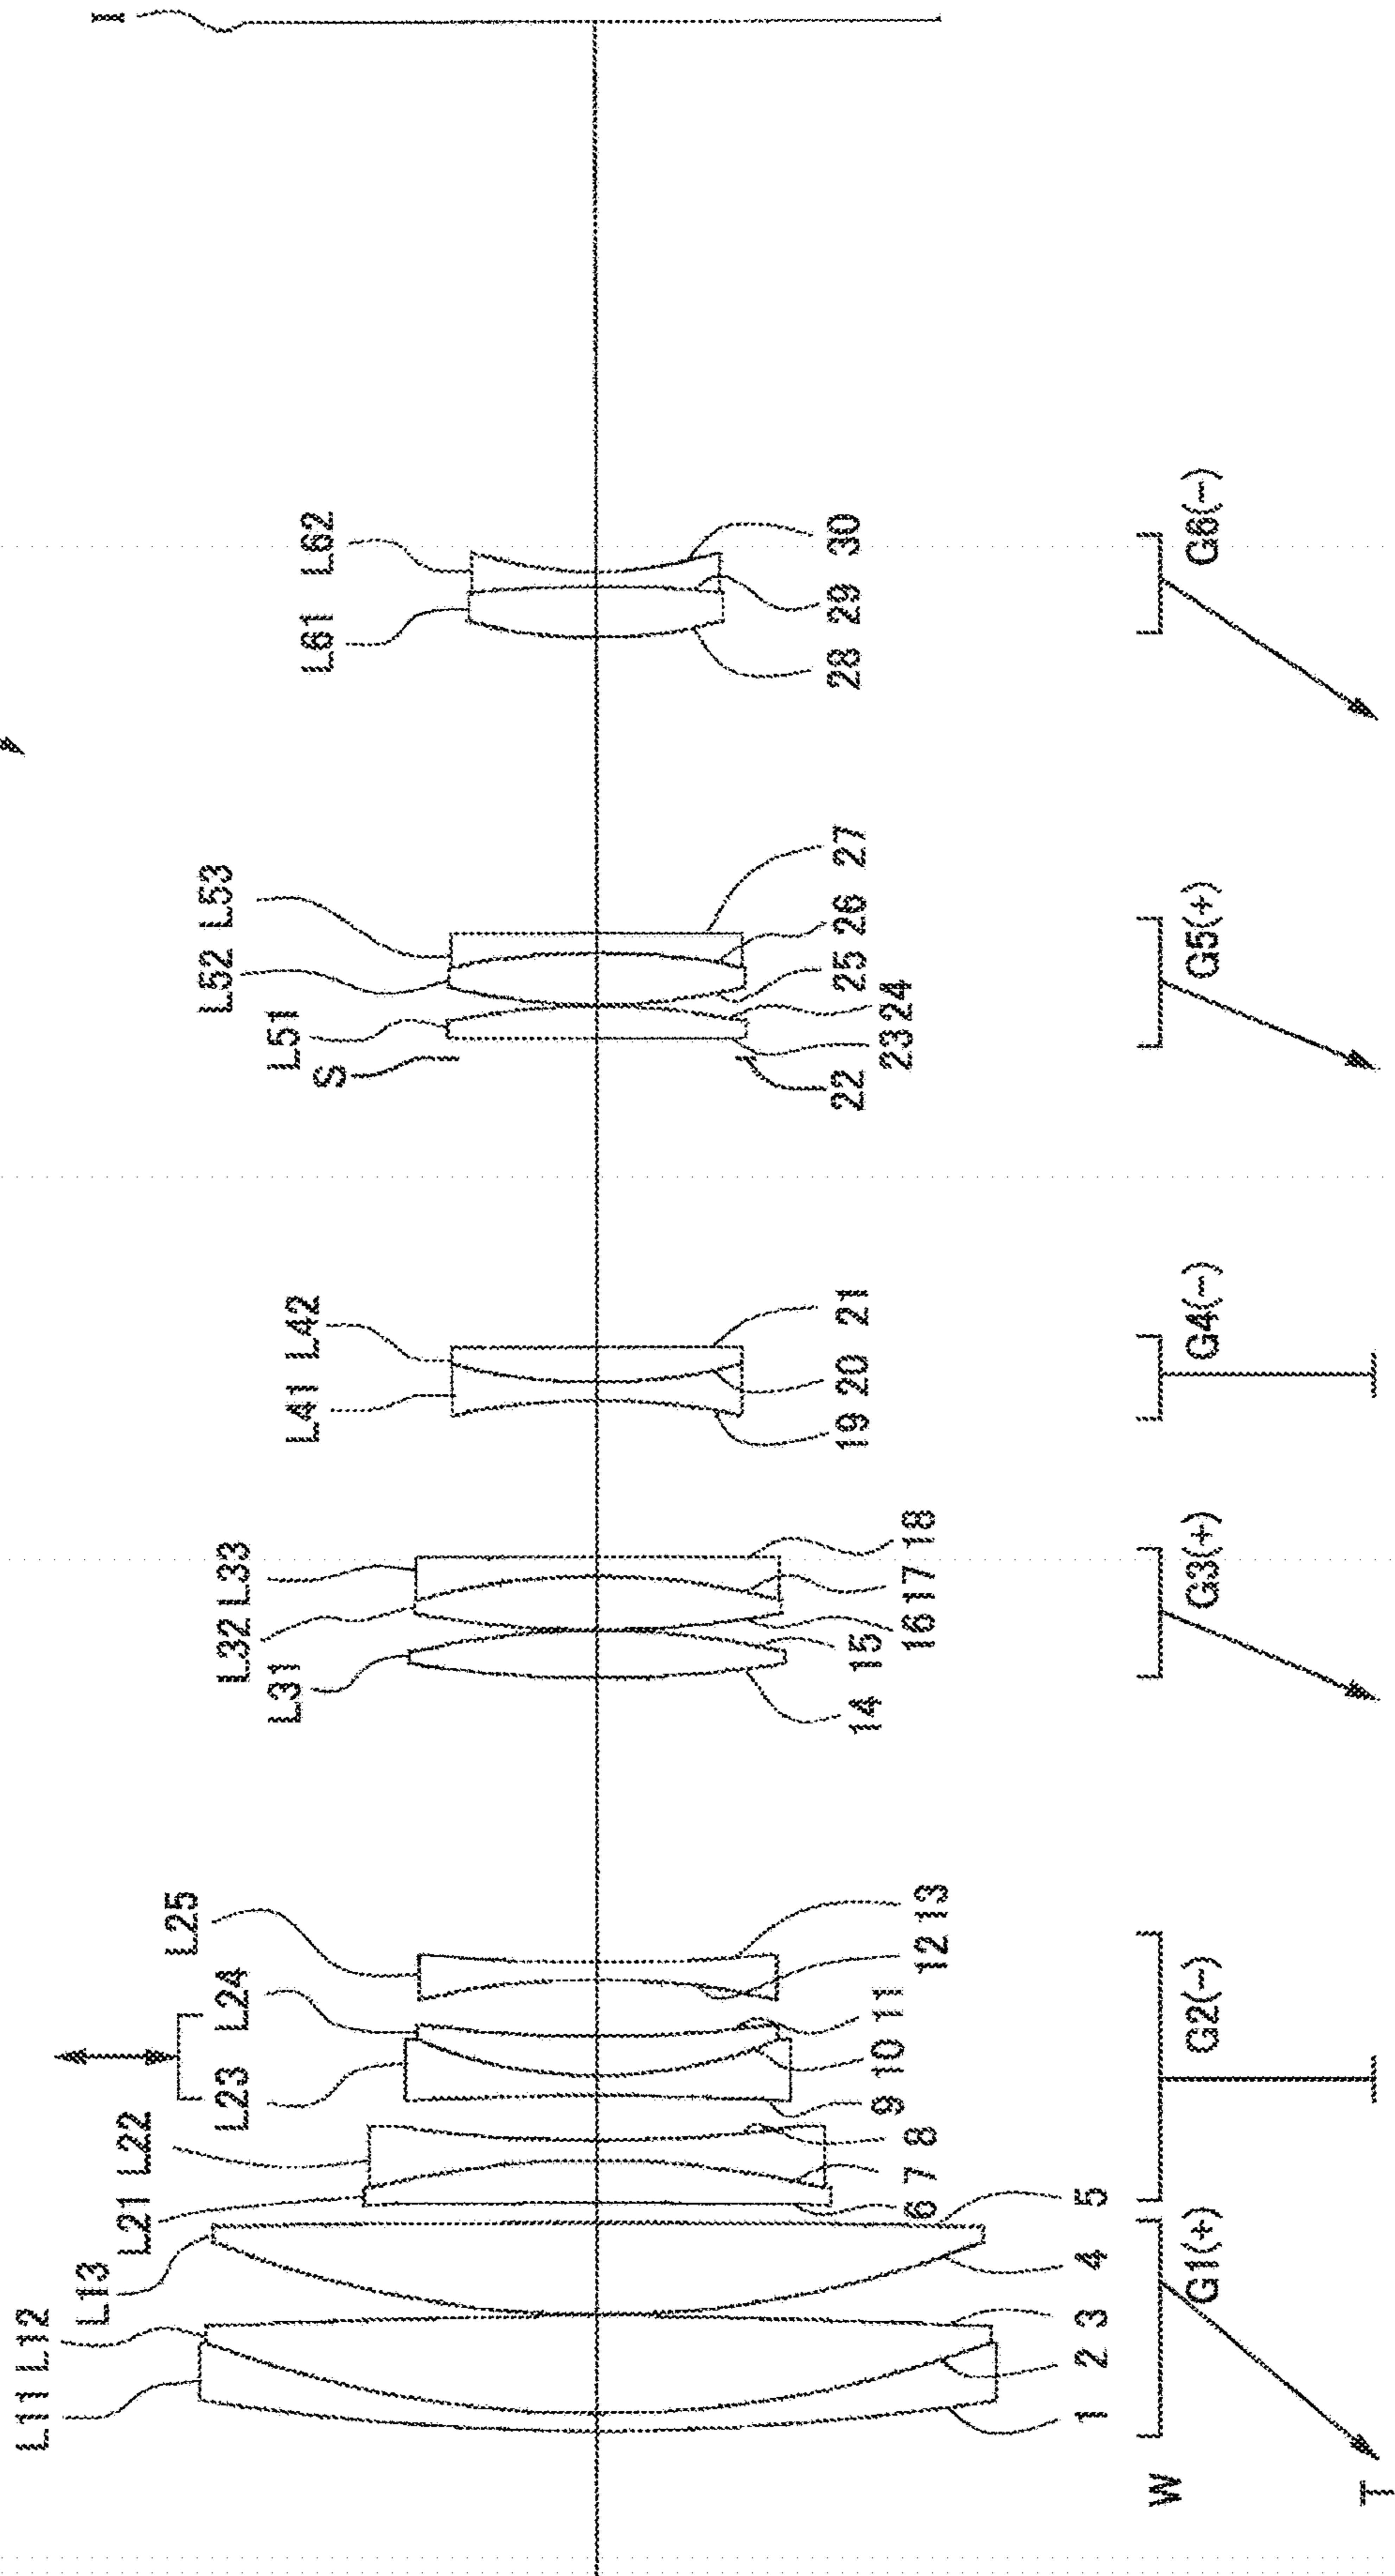 L11 L12 L13 L21 L22 L23 L24 L25 L31 L32 L33 L41 L42 S L51 L52 L53 L61 L62 I
1 2 3 4 5 6 7 8 9 10 11 12 13 14 15 16 17 18 19 20 21 22 23 24 25 26 27 28 29 30
W G1(+) G2(−) G3(+) G4(−) G5(+) G6(−)
T